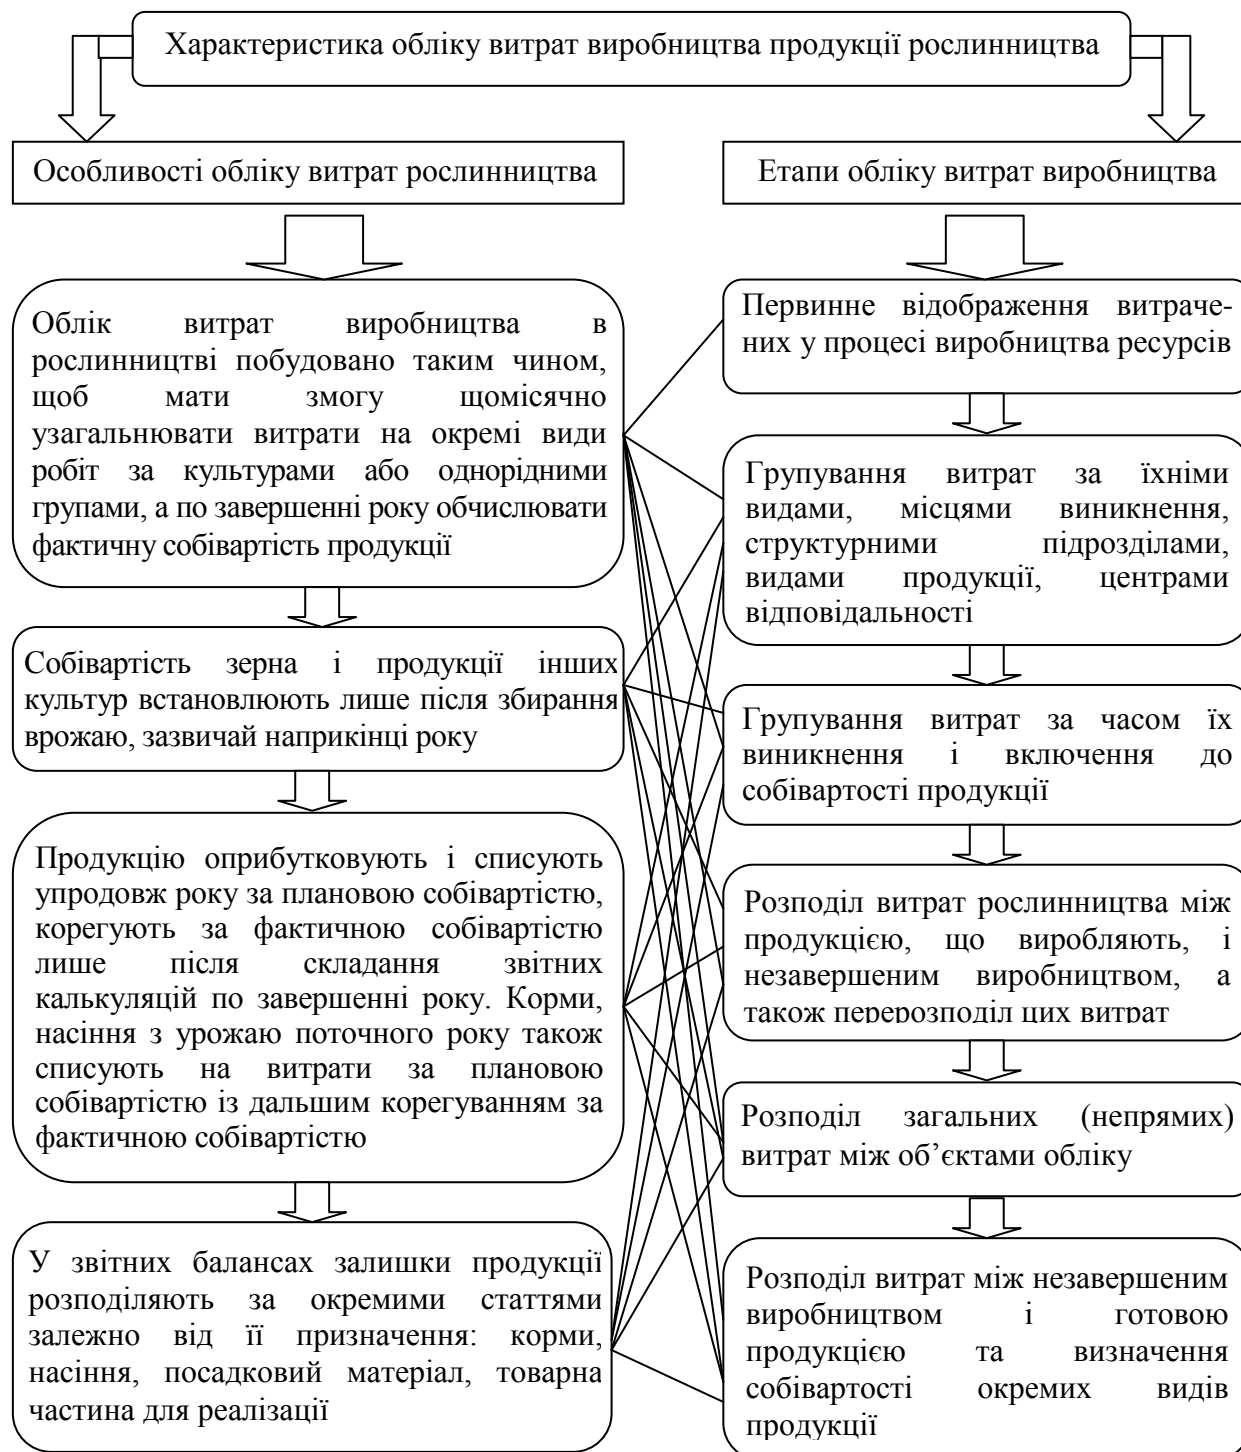 Характеристика обліку витрат виробництва продукції рослинництва
Особливості обліку витрат рослинництва
Облік витрат виробництва в
рослинництві побудовано таким чином,
щоб мати змогу щомісячно
узагальнювати витрати на окремі види
робіт за культурами або однорідними
групами, а по завершенні року обчислювати
фактичну собівартість продукції
Собівартість зерна і продукції інших
культур встановлюють лише після збирання
врожаю, зазвичай наприкінці року
Продукцію оприбутковують і списують
упродовж року за плановою собівартістю,
корегують за фактичною собівартістю
лише після складання звітних
калькуляцій по завершенні року. Корми,
насіння з урожаю поточного року також
списують на витрати за плановою
собівартістю із дальшим корегуванням за
фактичною собівартістю
У звітних балансах залишки продукції
розподіляють за окремими статтями
залежно від її призначення: корми,
насіння, посадковий матеріал, товарна
частина для реалізації
Етапи обліку витрат виробництва
Первинне відображення витраче-
них у процесі виробництва ресурсів
Групування витрат за їхніми
видами, місцями виникнення,
структурними підрозділами,
видами продукції, центрами
відповідальності
Групування витрат за часом їх
виникнення і включення до
собівартості продукції
Розподіл витрат рослинництва між
продукцією, що виробляють, і
незавершеним виробництвом, а
також перерозподіл цих витрат
Розподіл загальних (непрямих)
витрат між об’єктами обліку
Розподіл витрат між незавершеним
виробництвом і готовою
продукцією та визначення
собівартості окремих видів
продукції